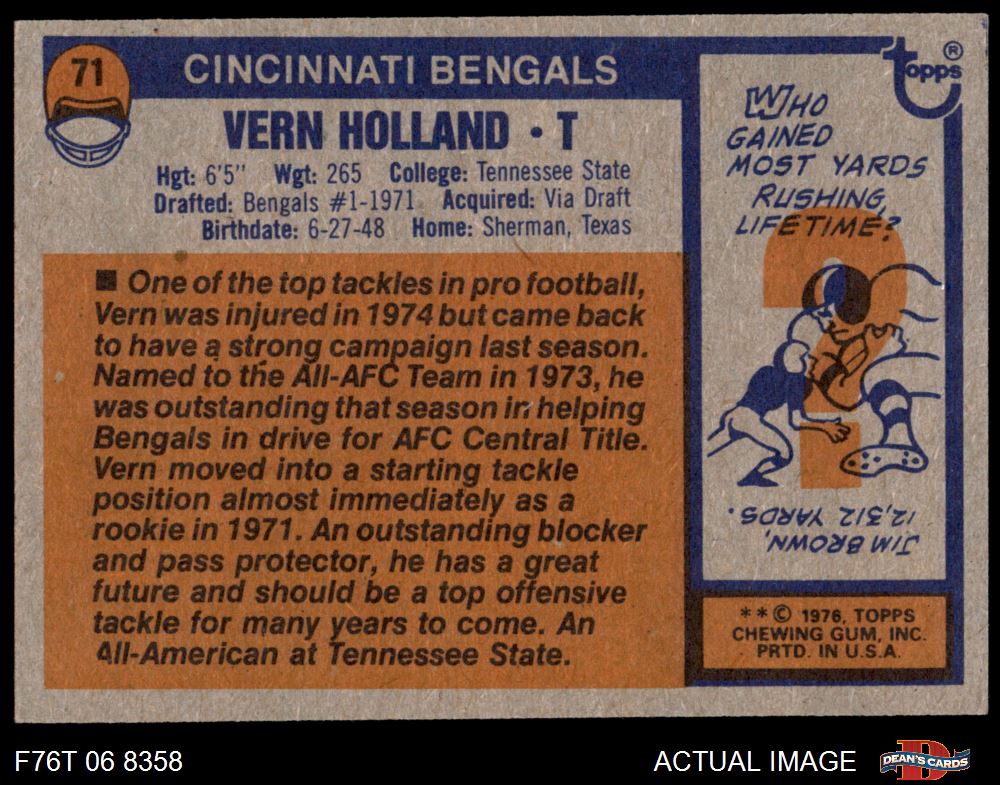 71
CINCINNATI BENGALS
VERN HOLLAND • T
Hgt: 6'5" Wgt: 265 College: Tennessee State
Drafted: Bengals #1-1971 Acquired: Via Draft
Birthdate: 6-27-48 Home: Sherman, Texas
■ One of the top tackles in pro football,
Vern was injured in 1974 but came back
to have a strong campaign last season.
Named to the All-AFC Team in 1973, he
was outstanding that season in helping
Bengals in drive for AFC Central Title.
Vern moved into a starting tackle
position almost immediately as a
rookie in 1971. An outstanding blocker
and pass protector, he has a great
future and should be a top offensive
tackle for many years to come. An
All-American at Tennessee State.
topps®
WHO
GAINED
MOST YARDS
RUSHING,
LIFETIME?
?
JIM BROWN,
12,312 YARDS.
**© 1976, TOPPS
CHEWING GUM, INC.
PRTD. IN U.S.A.
F76T 06 8358
ACTUAL IMAGE
D
DEAN'S CARDS